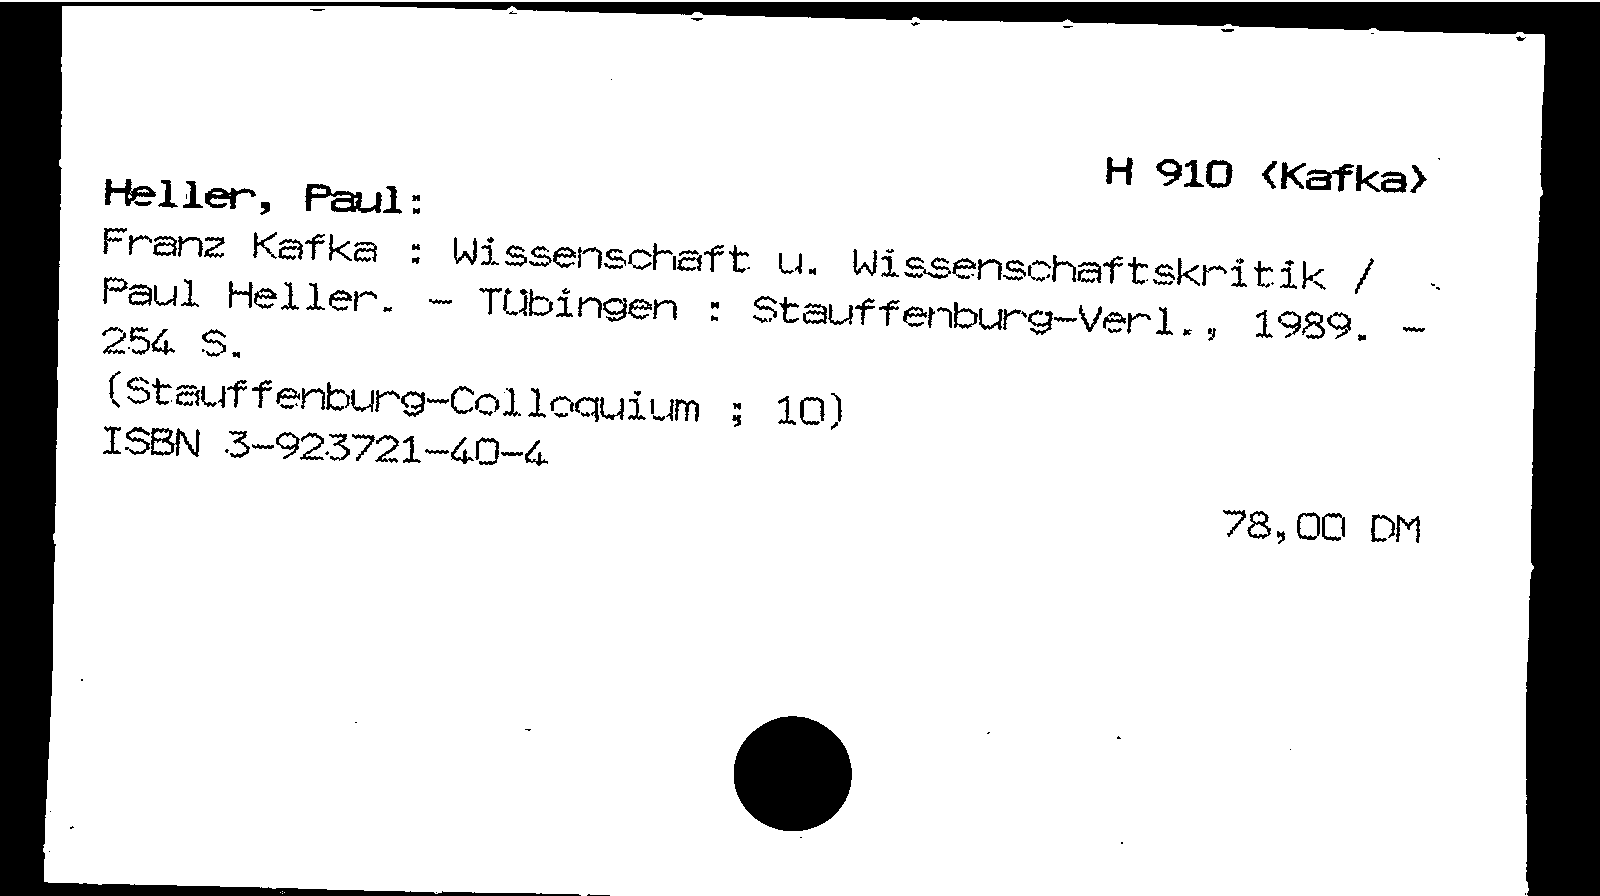 H 910 <Kafka>
Heller, Paul:
Franz Kafka : Wissenschaft u. Wissenschaftskritik /
Paul Heller. - Tübingen : Stauffenburg-Verl., 1989. -
254 S.
(Stauffenburg-Colloquium ; 10)
ISBN 3-923721-40-4
78,00 DM